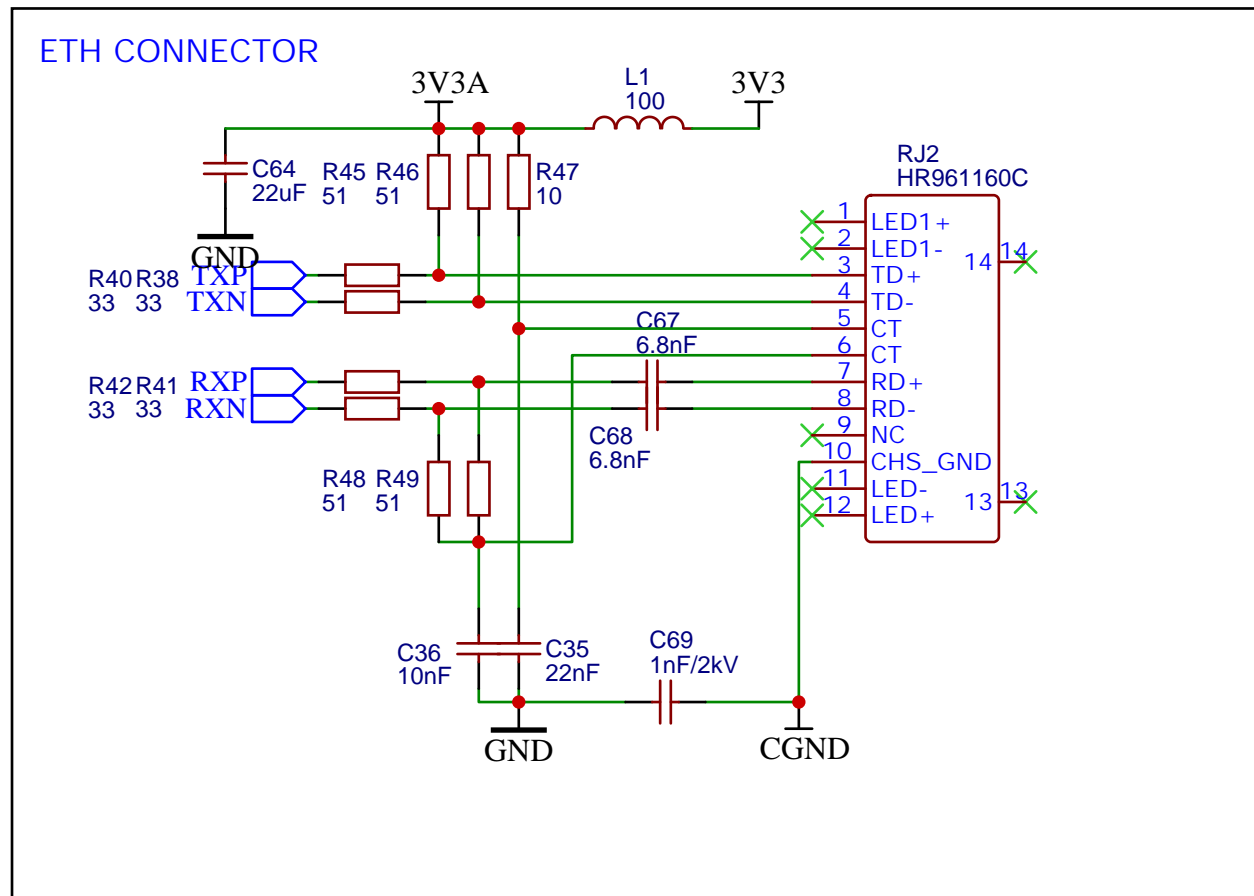 ETH CONNECTOR
3V3A
L1
100
3V3
C64
22uF
GND
R45 R46
51 51
R47
10
RJ2
HR961160C
1 LED1+
2 LED1-
3 TD+
4 TD-
5 CT
6 CT
7 RD+
8 RD-
9 NC
10 CHS_GND
11 LED-
12 LED+
14 14
13 13
R40 R38
33 33
TXP
TXN
C67
6.8nF
R42 R41
33 33
RXP
RXN
C68
6.8nF
R48 R49
51 51
C36
10nF
C35
22nF
C69
1nF/2kV
GND
CGND